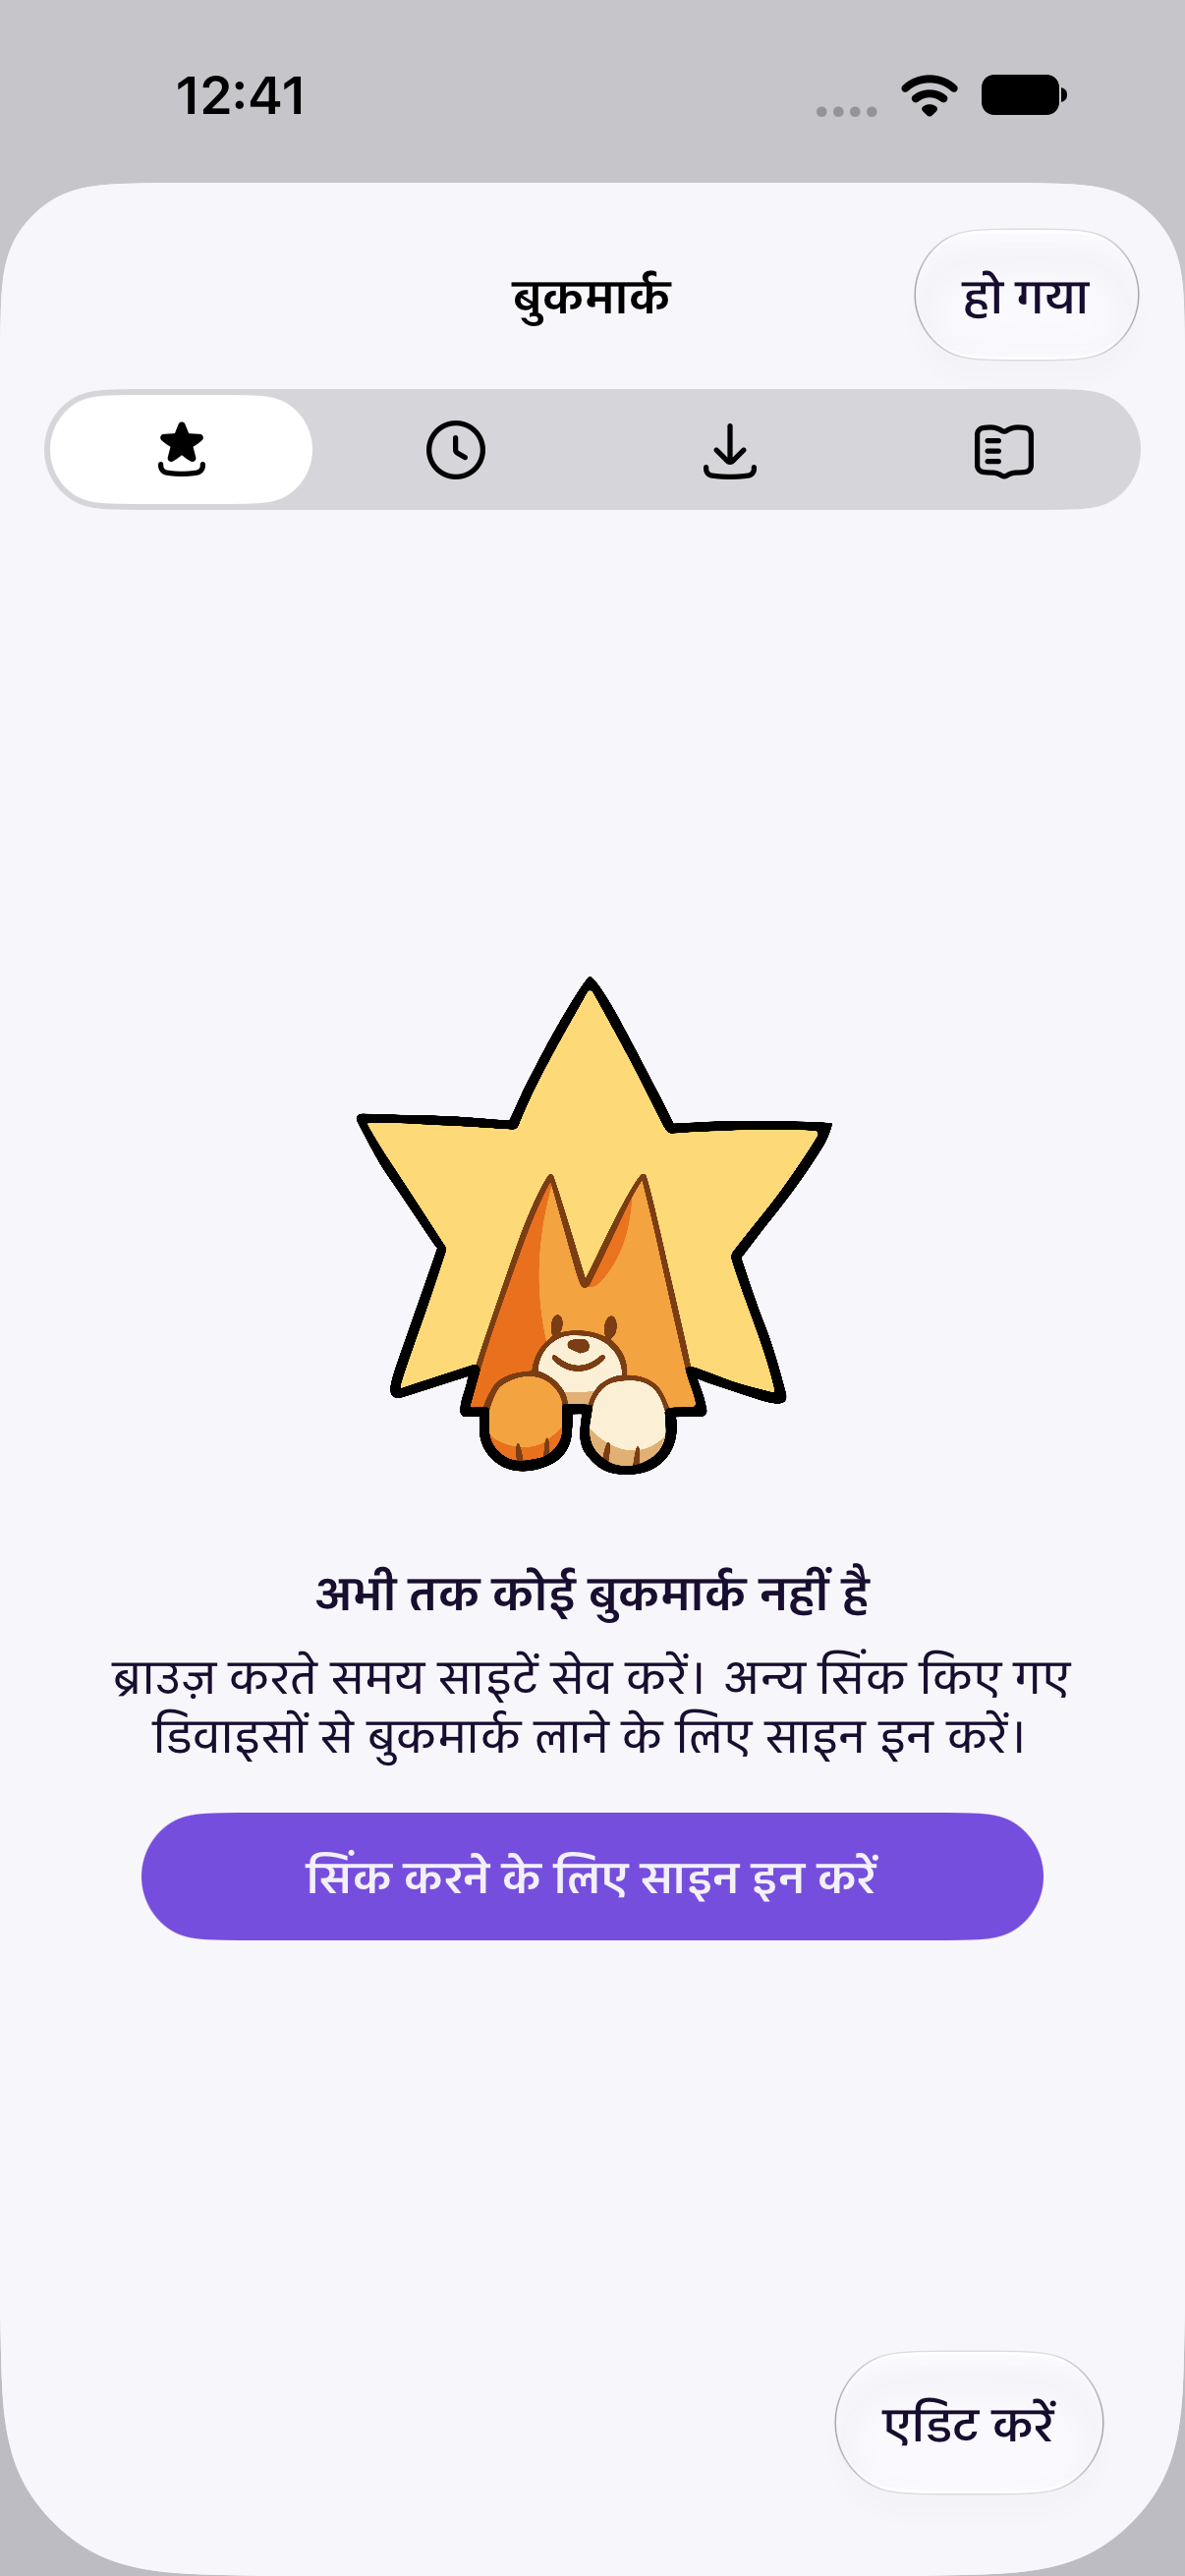 12:41
बुकमार्क
हो गया
अभी तक कोई बुकमार्क नहीं है
ब्राउज़ करते समय साइटें सेव करें। अन्य सिंक किए गए
डिवाइसों से बुकमार्क लाने के लिए साइन इन करें।
सिंक करने के लिए साइन इन करें
एडिट करें